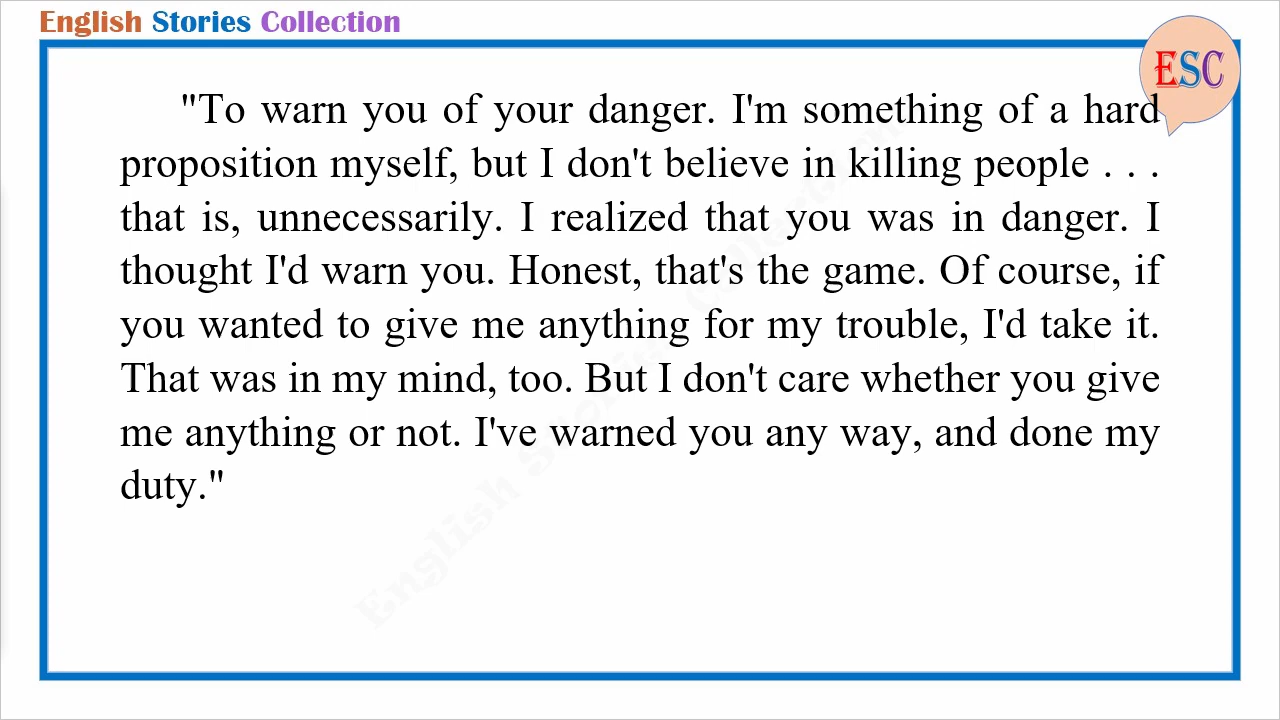 English Stories Collection
ESC
"To warn you of your danger. I'm something of a hard
proposition myself, but I don't believe in killing people . . .
that is, unnecessarily. I realized that you was in danger. I
thought I'd warn you. Honest, that's the game. Of course, if
you wanted to give me anything for my trouble, I'd take it.
That was in my mind, too. But I don't care whether you give
me anything or not. I've warned you any way, and done my
duty."
English Stories Collection